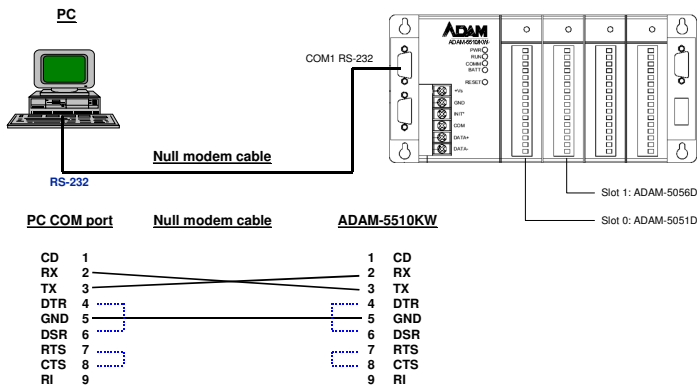 PC
COM1 RS-232
ADAM
ADAM-5510KW
PWR
RUN
COMM
BATT
RESET
+Vs
GND
INIT*
COM
DATA+
DATA-
Null modem cable
RS-232
Slot 1: ADAM-5056D
Slot 0: ADAM-5051D
PC COM port Null modem cable ADAM-5510KW
CD 1 1 CD
RX 2 2 RX
TX 3 3 TX
DTR 4 4 DTR
GND 5 5 GND
DSR 6 6 DSR
RTS 7 7 RTS
CTS 8 8 CTS
RI 9 9 RI